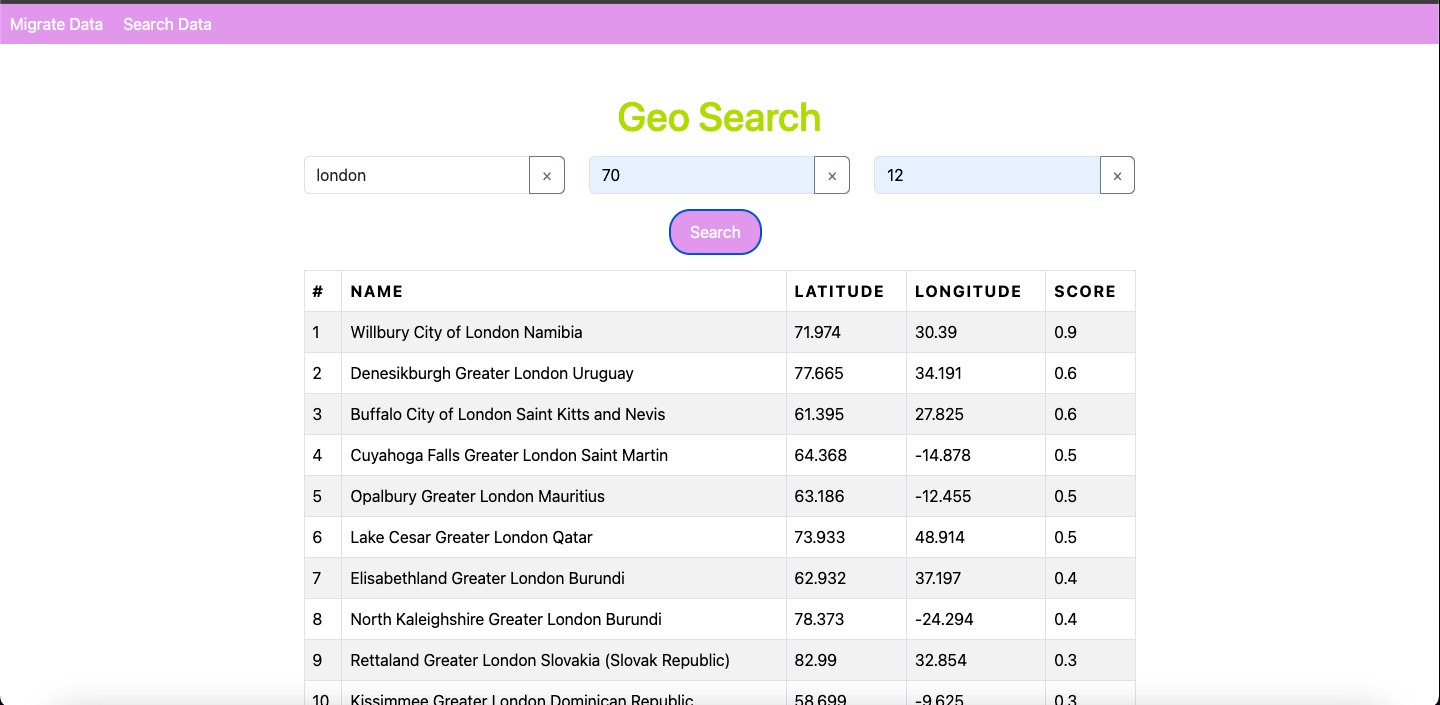 Migrate Data Search Data
Geo Search
london × 70 × 12 ×
Search
# NAME LATITUDE LONGITUDE SCORE
1 Willbury City of London Namibia 71.974 30.39 0.9
2 Denesikburgh Greater London Uruguay 77.665 34.191 0.6
3 Buffalo City of London Saint Kitts and Nevis 61.395 27.825 0.6
4 Cuyahoga Falls Greater London Saint Martin 64.368 -14.878 0.5
5 Opalbury Greater London Mauritius 63.186 -12.455 0.5
6 Lake Cesar Greater London Qatar 73.933 48.914 0.5
7 Elisabethland Greater London Burundi 62.932 37.197 0.4
8 North Kaleighshire Greater London Burundi 78.373 -24.294 0.4
9 Rettaland Greater London Slovakia (Slovak Republic) 82.99 32.854 0.3
10 Kissimmee Greater London Dominican Republic 58.699 -9.625 0.3